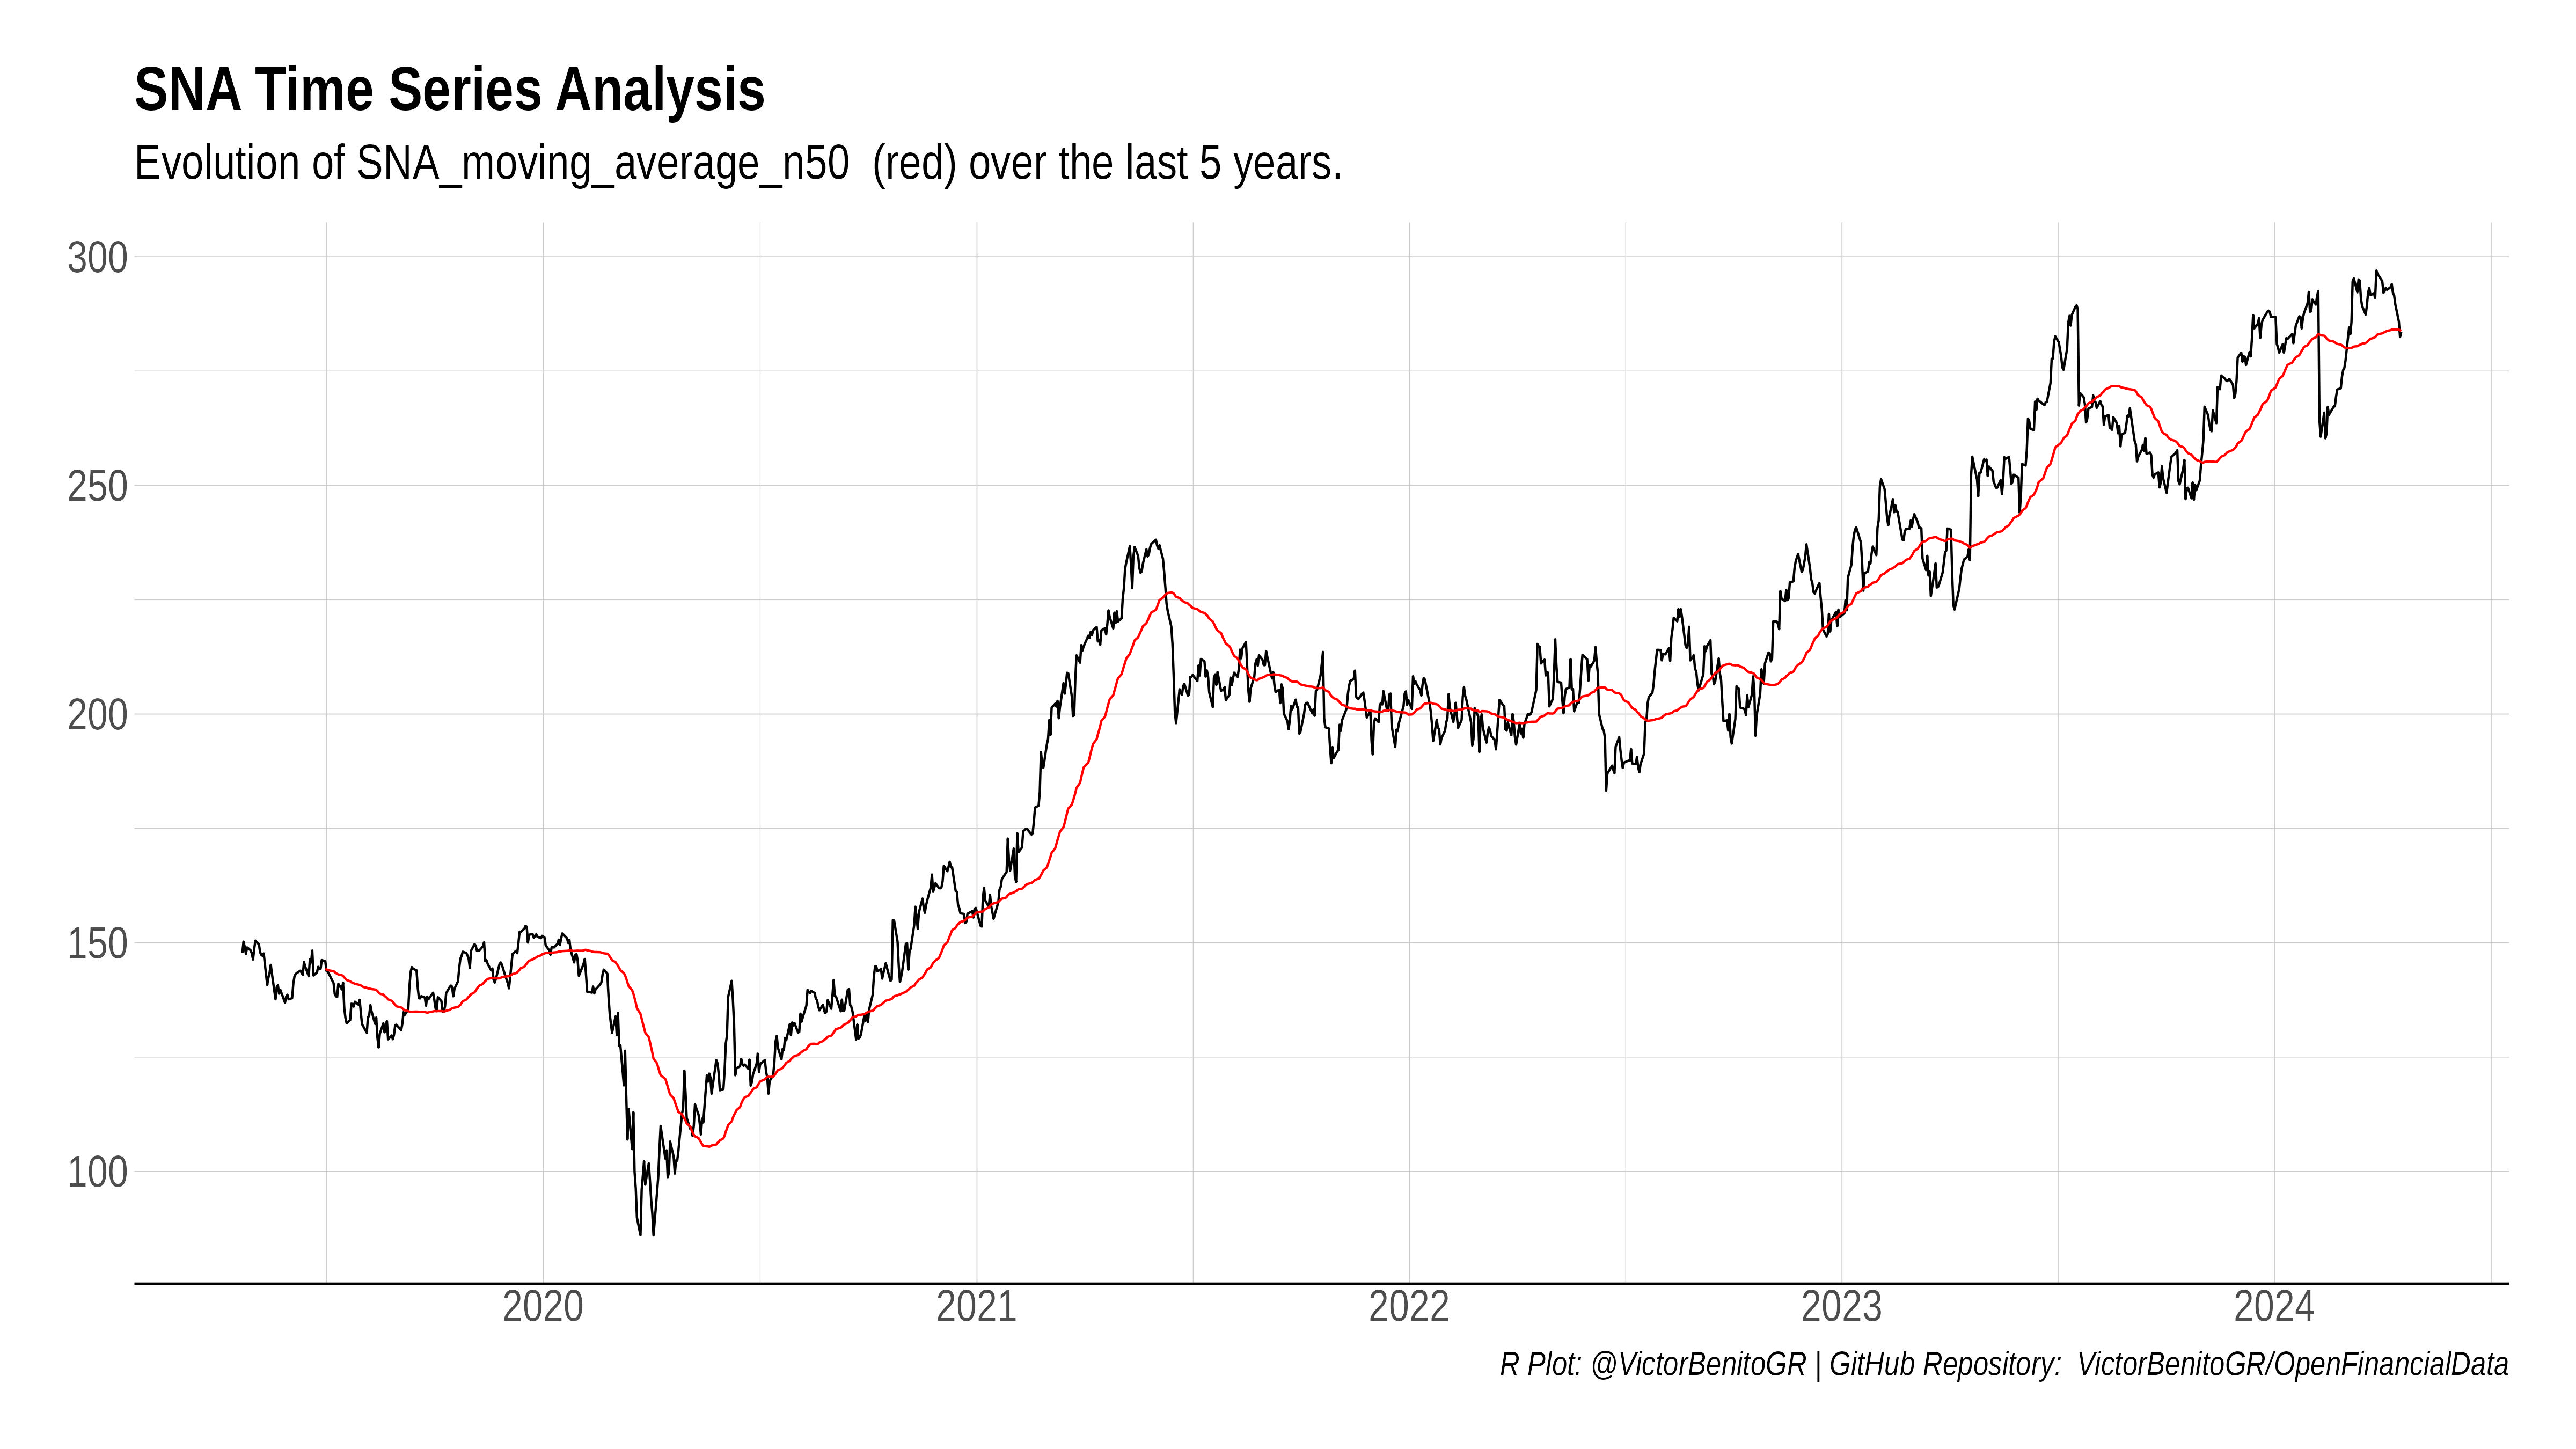 SNA Time Series Analysis
Evolution of SNA_moving_average_n50  (red) over the last 5 years.
300
250
200
150
100
2020 2021 2022 2023 2024
R Plot: @VictorBenitoGR | GitHub Repository:  VictorBenitoGR/OpenFinancialData